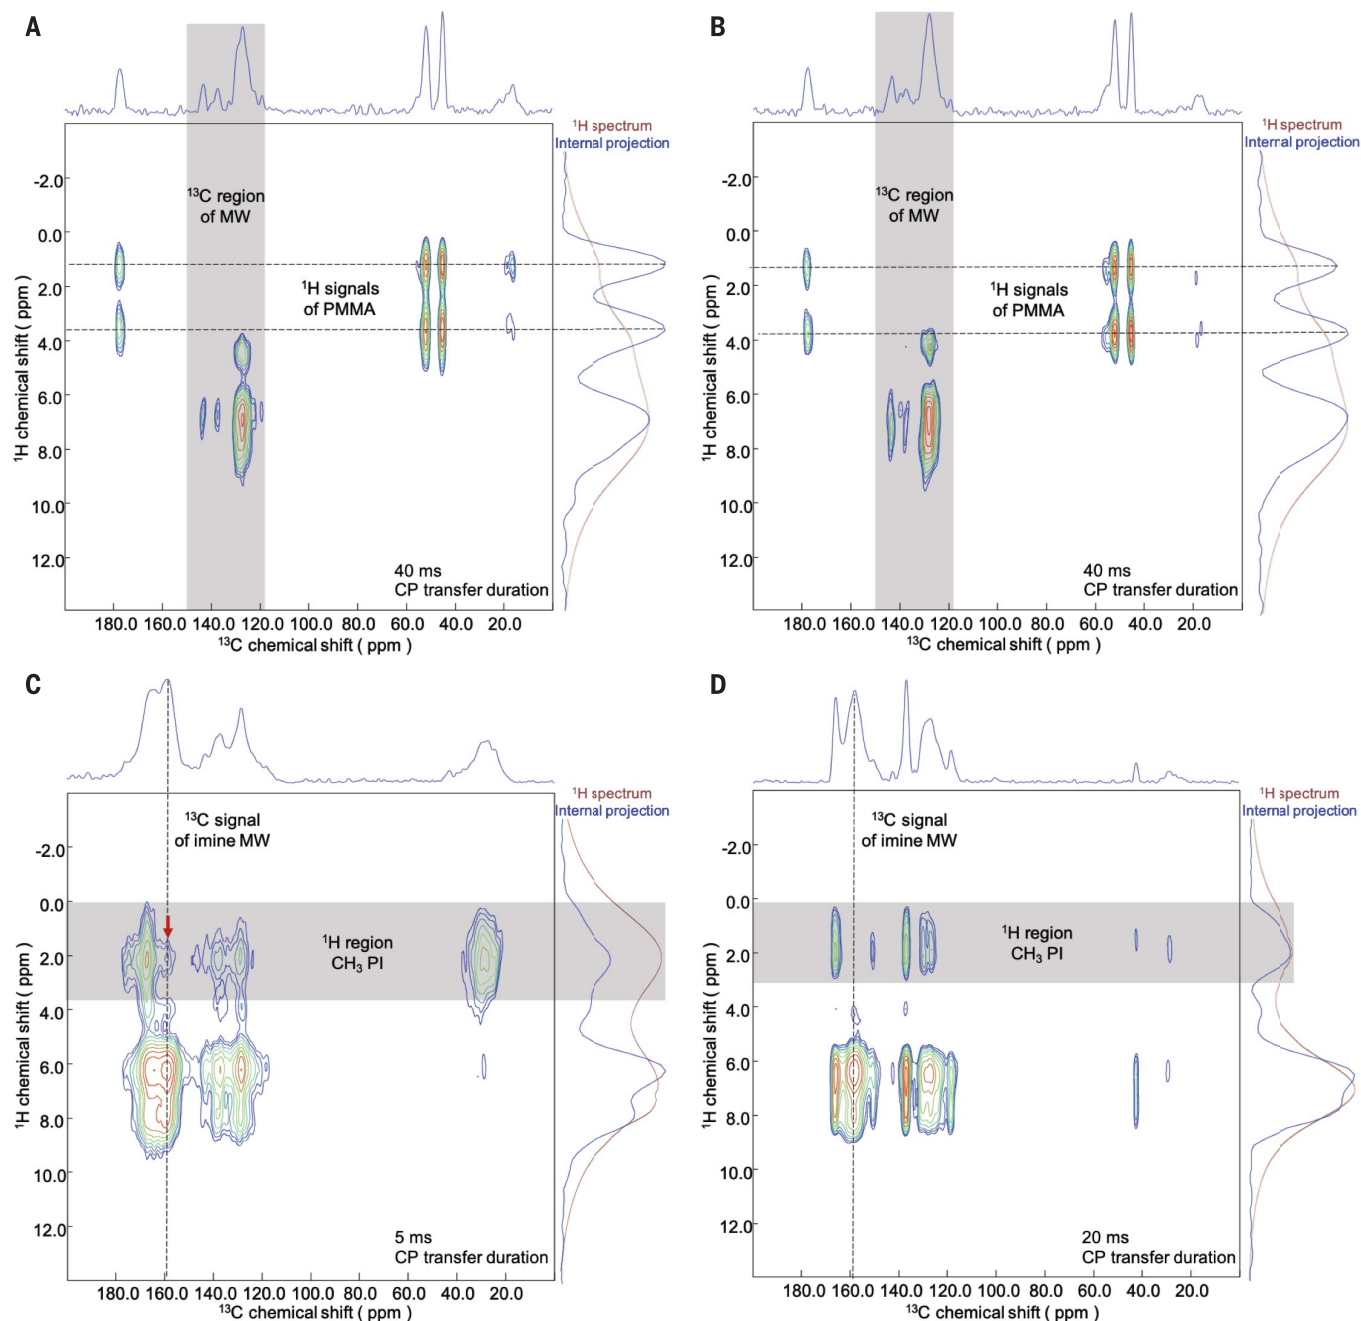 A
¹H spectrum
Internal projection
¹³C region
of MW
¹H signals
of PMMA
-2.0
0.0
2.0
4.0
6.0
8.0
10.0
12.0
¹H chemical shift ( ppm )
40 ms
CP transfer duration
180.0 160.0 140.0 120.0 100.0 80.0 60.0 40.0 20.0
¹³C chemical shift ( ppm )
B
¹H spectrum
Internal projection
¹³C region
of MW
¹H signals
of PMMA
-2.0
0.0
2.0
4.0
6.0
8.0
10.0
12.0
¹H chemical shift ( ppm )
40 ms
CP transfer duration
180.0 160.0 140.0 120.0 100.0 80.0 60.0 40.0 20.0
¹³C chemical shift ( ppm )
C
¹H spectrum
Internal projection
¹³C signal
of imine MW
¹H region
CH₃ PI
-2.0
0.0
2.0
4.0
6.0
8.0
10.0
12.0
¹H chemical shift ( ppm )
5 ms
CP transfer duration
180.0 160.0 140.0 120.0 100.0 80.0 60.0 40.0 20.0
¹³C chemical shift ( ppm )
D
¹H spectrum
Internal projection
¹³C signal
of imine MW
¹H region
CH₃ PI
-2.0
0.0
2.0
4.0
6.0
8.0
10.0
12.0
¹H chemical shift ( ppm )
20 ms
CP transfer duration
180.0 160.0 140.0 120.0 100.0 80.0 60.0 40.0 20.0
¹³C chemical shift ( ppm )